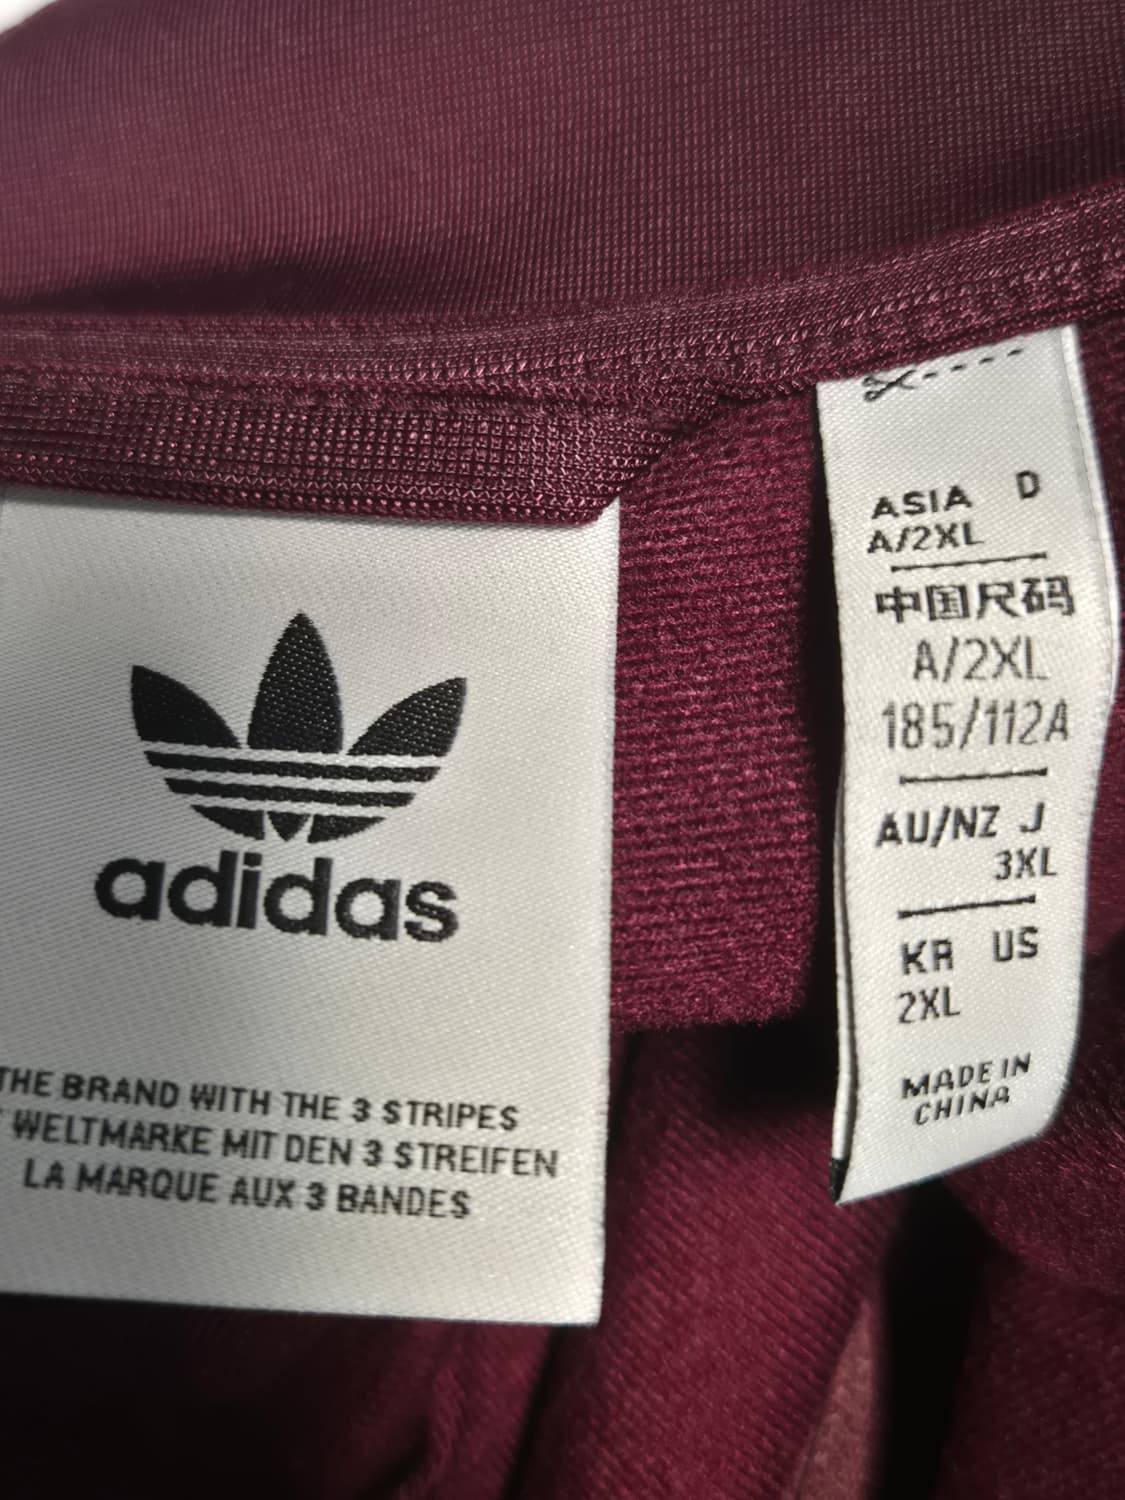 adidas
THE BRAND WITH THE 3 STRIPES
WELTMARKE MIT DEN 3 STREIFEN
LA MARQUE AUX 3 BANDES
ASIA D
A/2XL
中国尺码
A/2XL
185/112A
AU/NZ J
3XL
KR US
2XL
MADE IN
CHINA